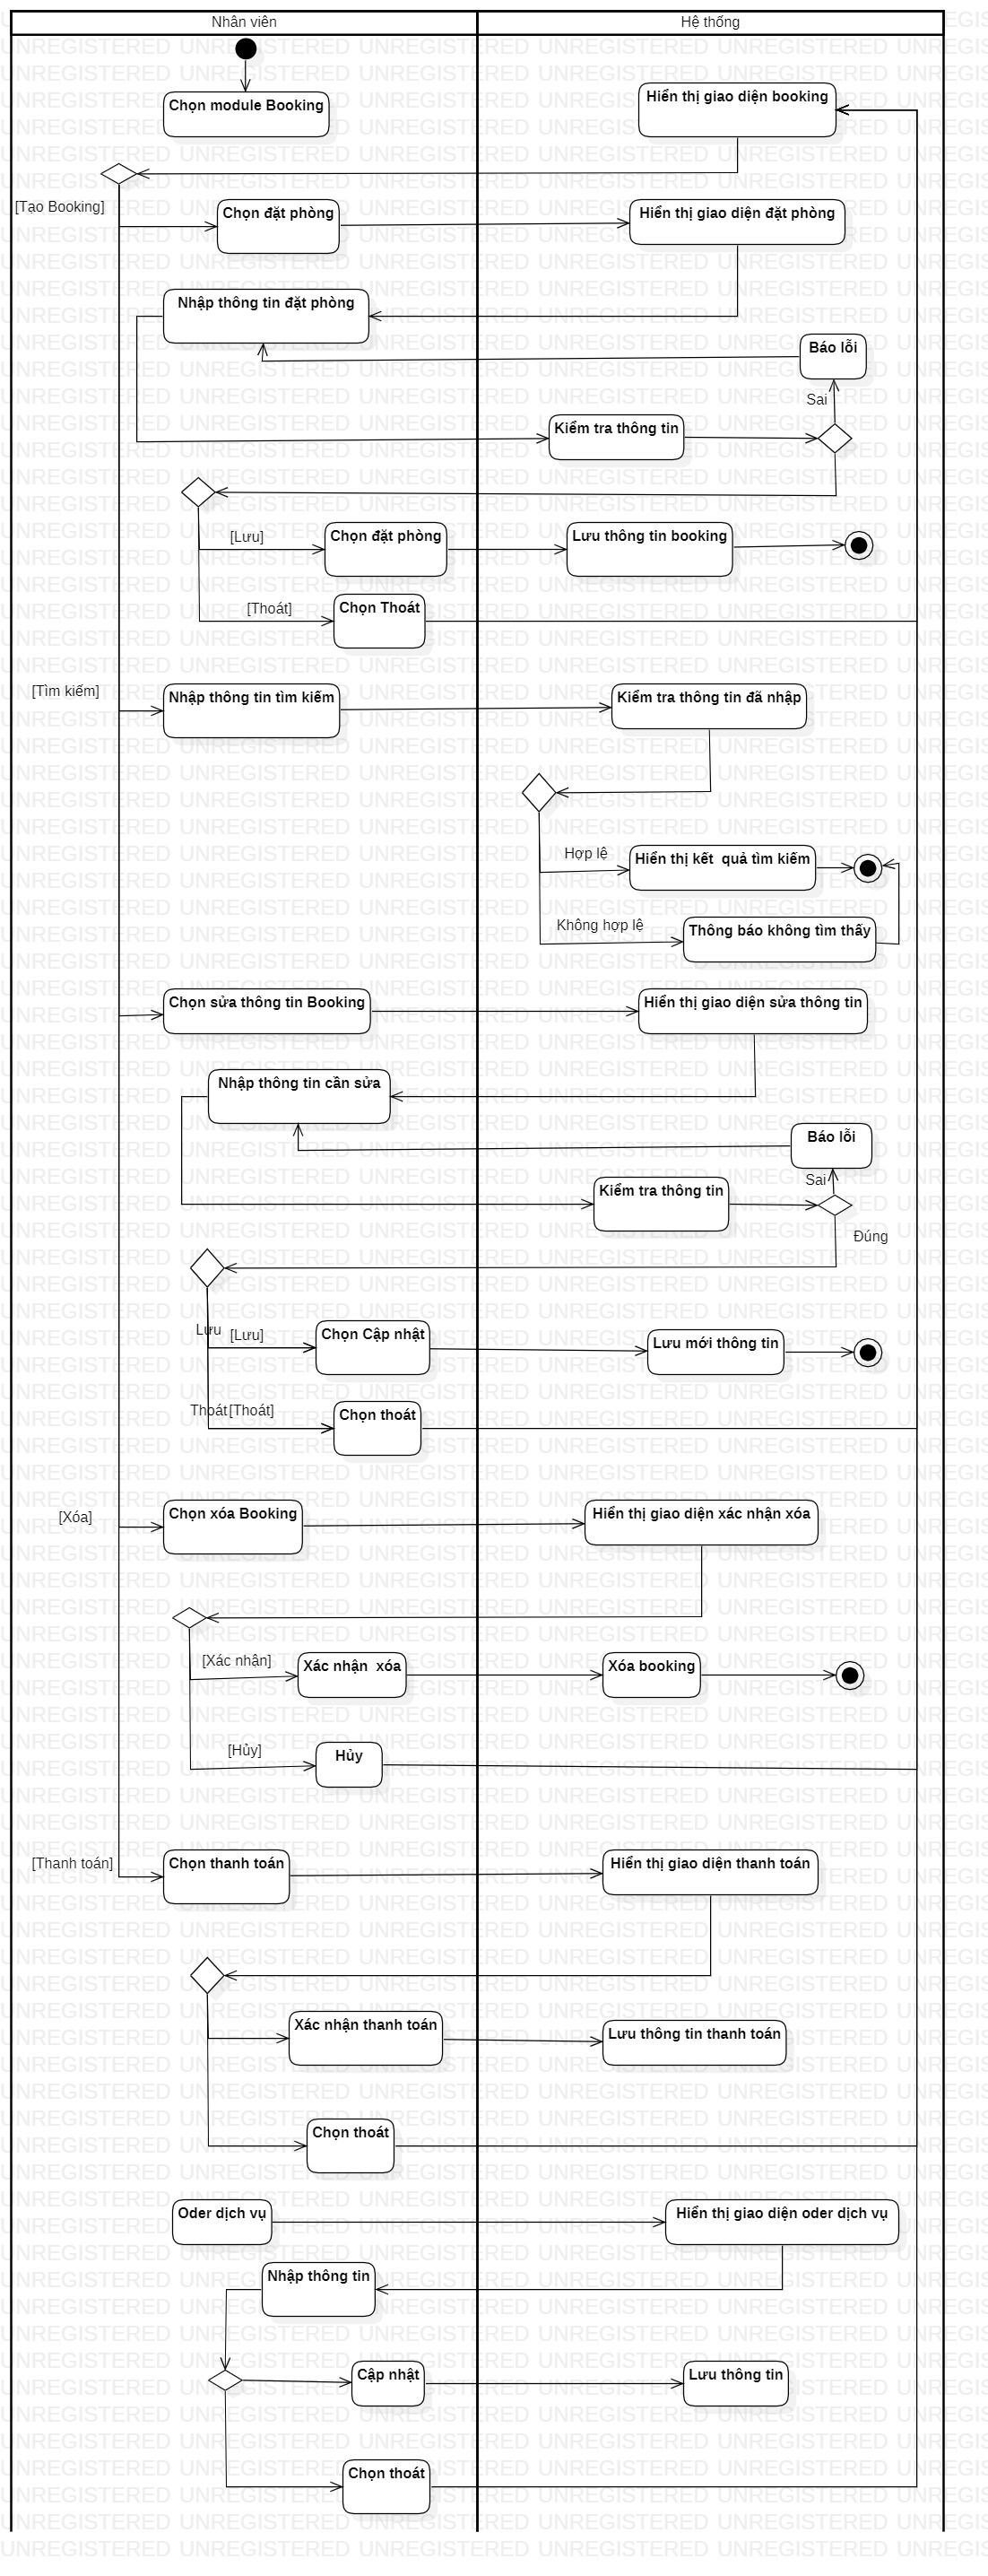 Nhân viên
Hệ thống
Chọn module Booking
Hiển thị giao diện booking
[Tạo Booking]
Chọn đặt phòng
Hiển thị giao diện đặt phòng
Nhập thông tin đặt phòng
Báo lỗi
Sai
Kiểm tra thông tin
[Lưu]
Chọn đặt phòng
Lưu thông tin booking
[Thoát]
Chọn Thoát
[Tìm kiếm]
Nhập thông tin tìm kiếm
Kiểm tra thông tin đã nhập
Hợp lệ
Hiển thị kết  quả tìm kiếm
Không hợp lệ
Thông báo không tìm thấy
Chọn sửa thông tin Booking
Hiển thị giao diện sửa thông tin
Nhập thông tin cần sửa
Báo lỗi
Sai
Kiểm tra thông tin
Đúng
Lưu
[Lưu]
Chọn Cập nhật
Lưu mới thông tin
Thoát
[Thoát]
Chọn thoát
[Xóa]
Chọn xóa Booking
Hiển thị giao diện xác nhận xóa
[Xác nhận]
Xác nhận  xóa
Xóa booking
[Hủy]
Hủy
[Thanh toán]
Chọn thanh toán
Hiển thị giao diện thanh toán
Xác nhận thanh toán
Lưu thông tin thanh toán
Chọn thoát
Oder dịch vụ
Hiển thị giao diện oder dịch vụ
Nhập thông tin
Cập nhật
Lưu thông tin
Chọn thoát